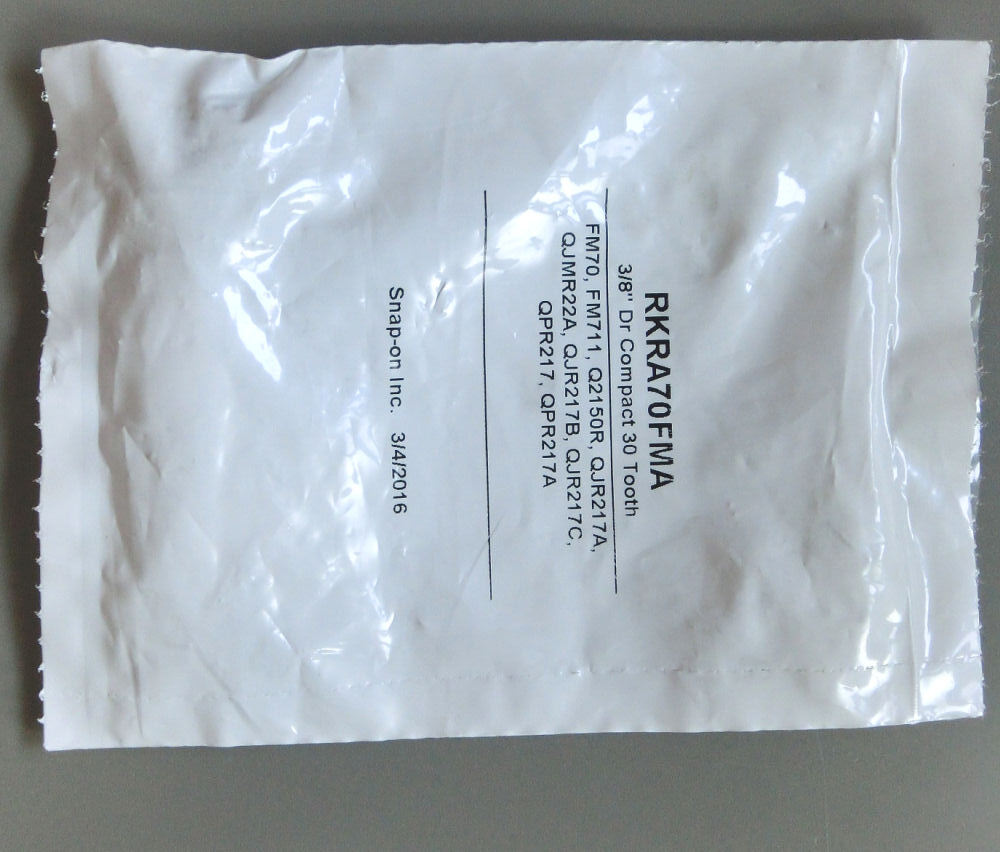 RKRA70FMA
3/8" Dr Compact 30 Tooth
FM70, FM711, Q2150R, QJR217A,
QJMR22A, QJR217B, QJR217C,
QPR217, QPR217A
Snap-on Inc. 3/4/2016